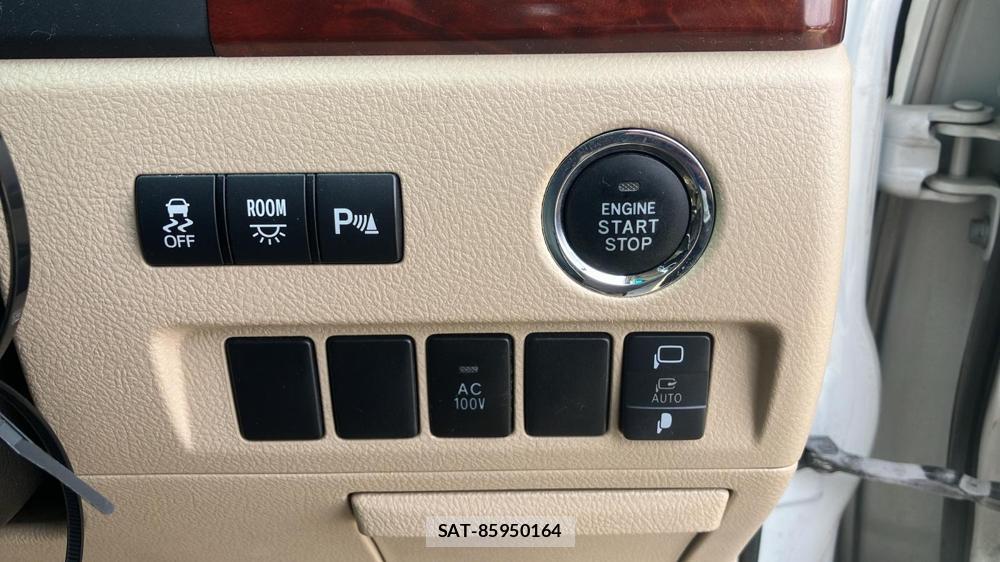 OFF
ROOM
P
ENGINE
START
STOP
AC
100V
AUTO
SAT-85950164